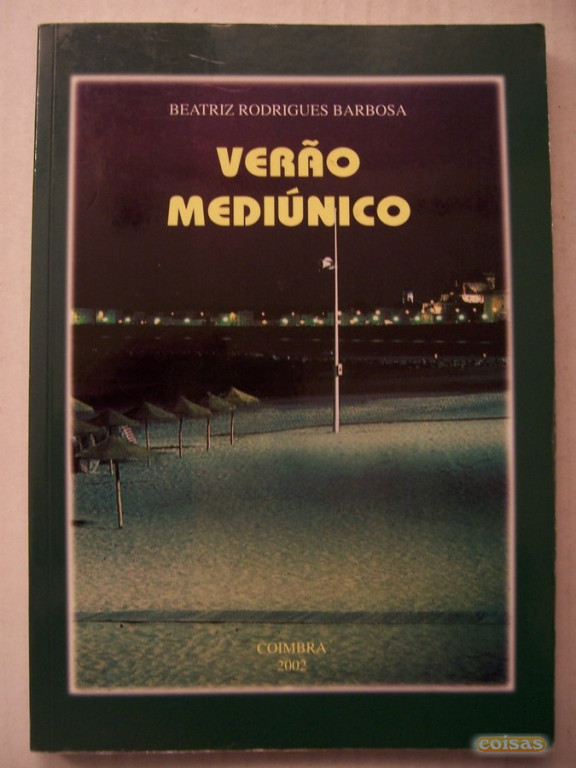 BEATRIZ RODRIGUES BARBOSA
VERÃO
MEDIÚNICO
COIMBRA
2002
coisas